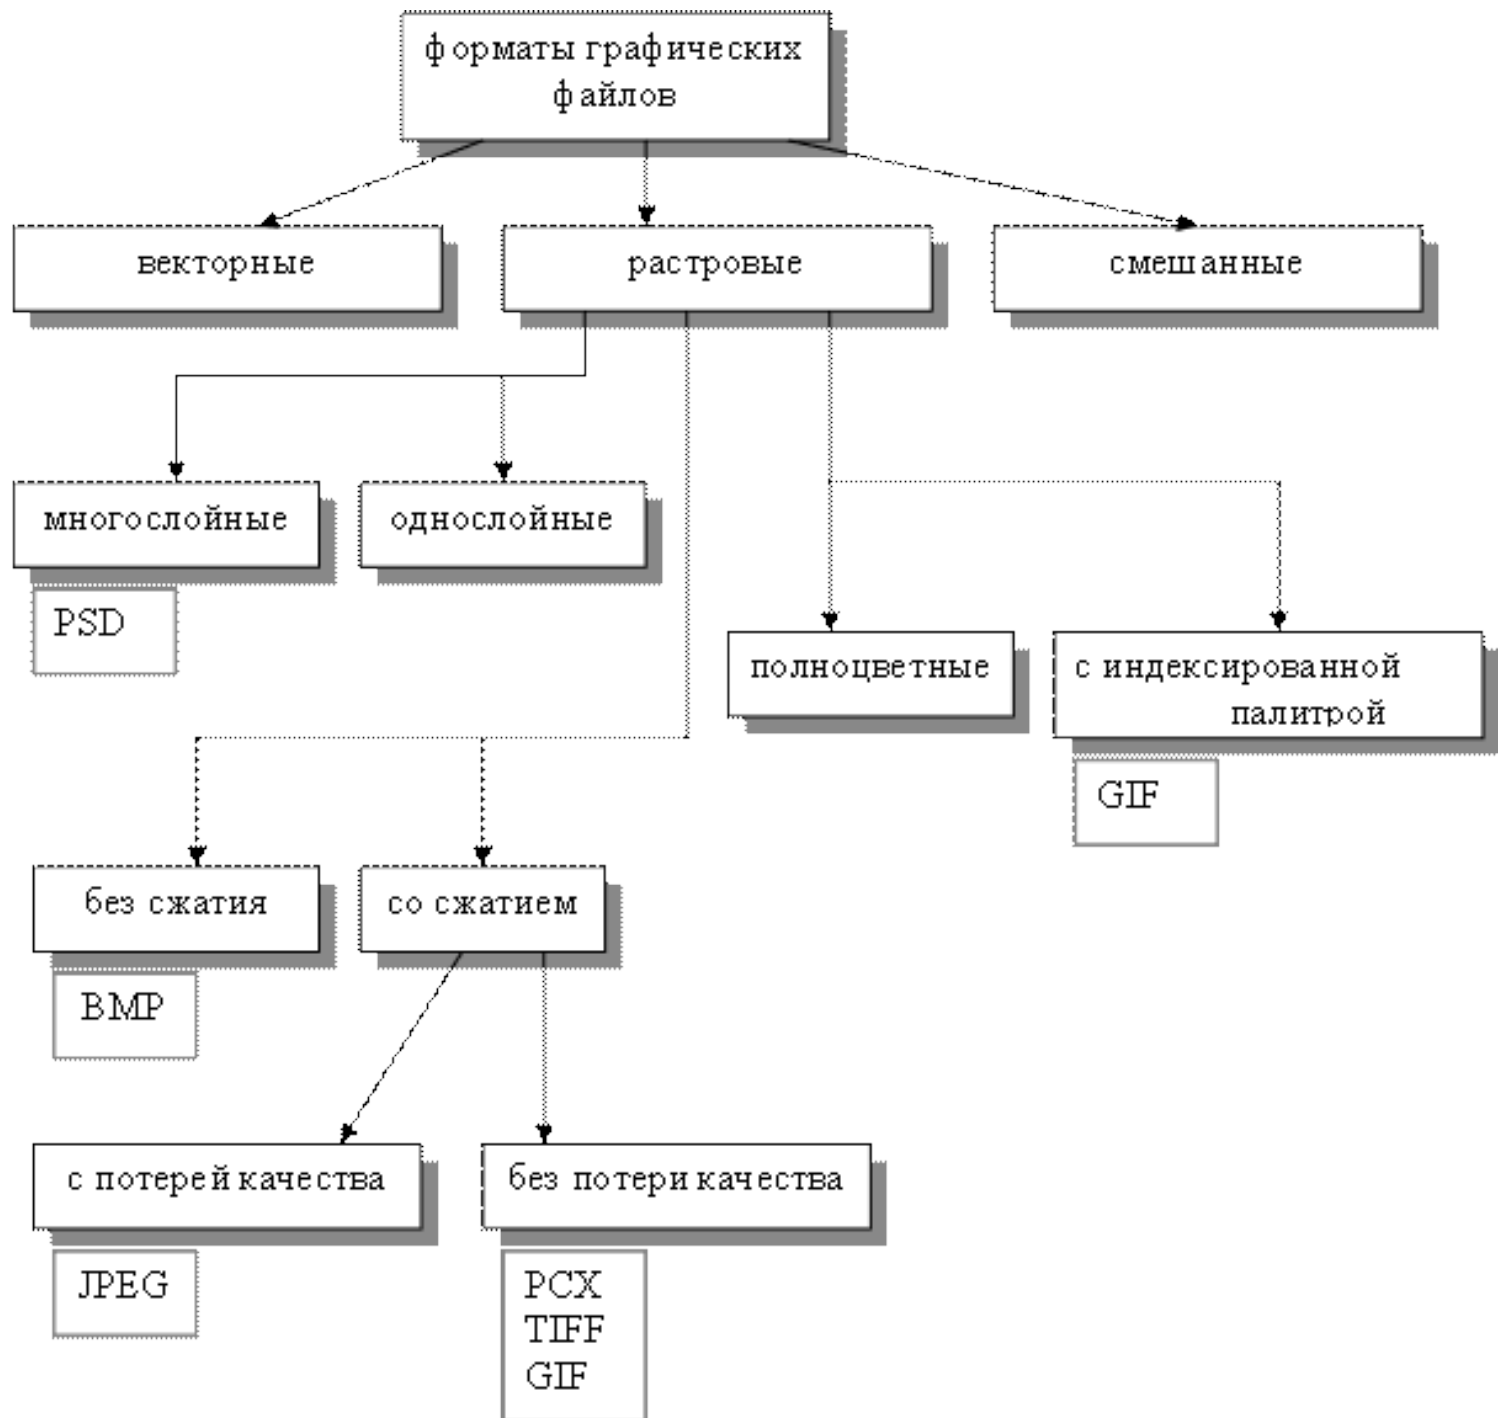 форматы графических
файлов
векторные
растровые
смешанные
многослойные
однослойные
PSD
полноцветные
с индексированной
палитрой
GIF
без сжатия
со сжатием
BMP
с потерей качества
без потери качества
JPEG
PCX
TIFF
GIF